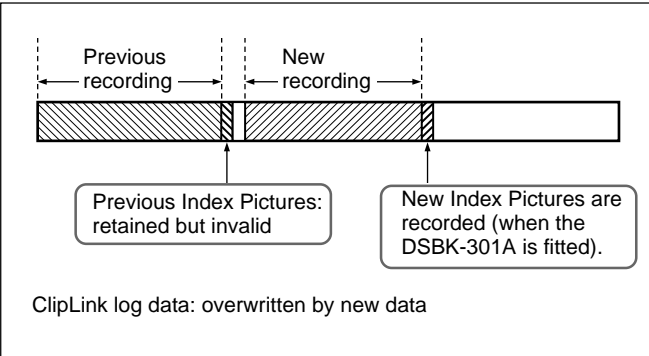 Previous
recording
New
recording
Previous Index Pictures:
retained but invalid
New Index Pictures are
recorded (when the
DSBK-301A is fitted).
ClipLink log data: overwritten by new data